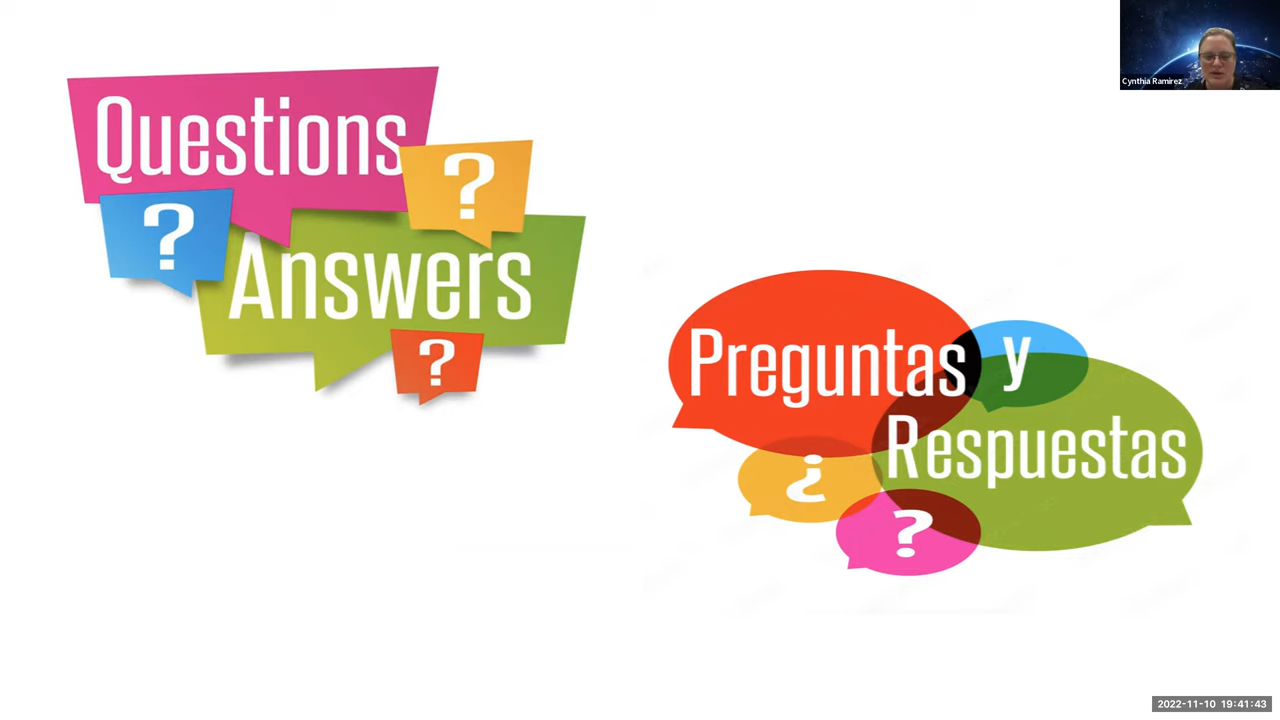 Cynthia Ramirez
Questions
?
?
Answers
?
Preguntas y
Respuestas
¿
?
2022-11-10 19:41:43